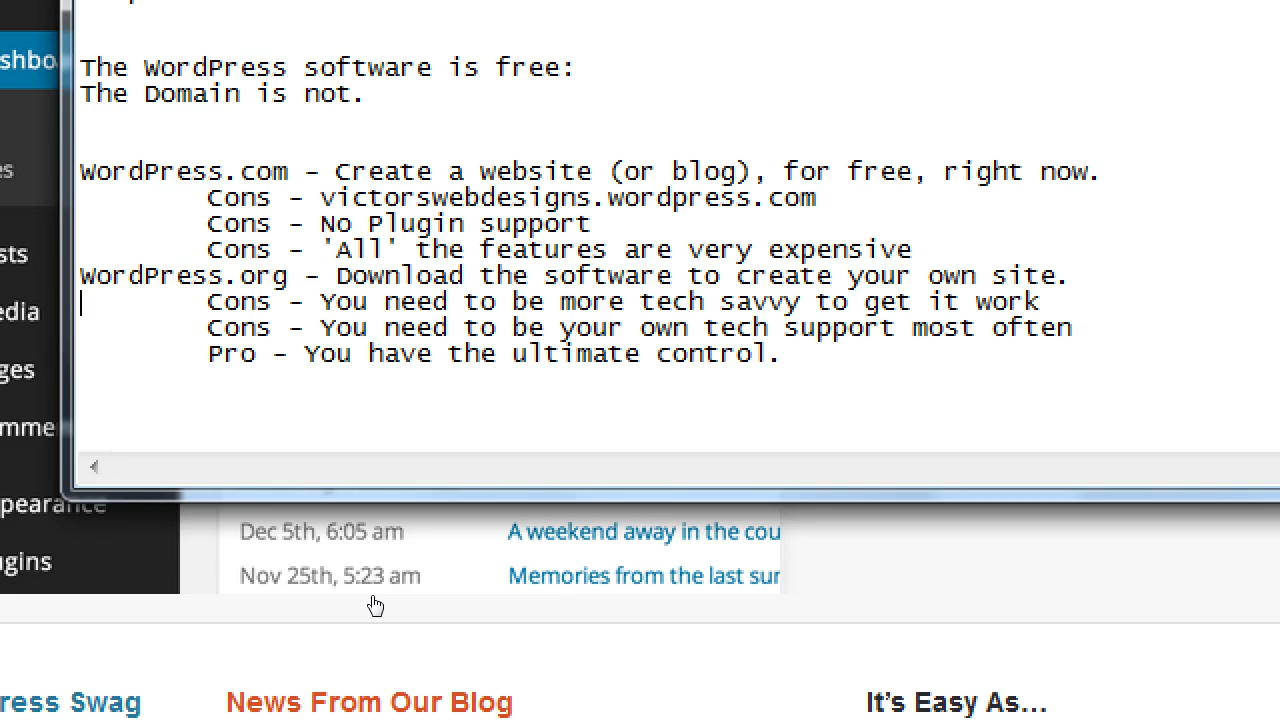 The WordPress software is free:
The Domain is not.
WordPress.com - Create a website (or blog), for free, right now.
Cons - victorswebdesigns.wordpress.com
Cons - No Plugin support
Cons - 'All' the features are very expensive
WordPress.org - Download the software to create your own site.
Cons - You need to be more tech savvy to get it work
Cons - You need to be your own tech support most often
Pro - You have the ultimate control.
shbo
es
sts
edia
ges
mme
pearance
gins
Dec 5th, 6:05 am A weekend away in the cou
Nov 25th, 5:23 am Memories from the last sur
ress Swag News From Our Blog It's Easy As...